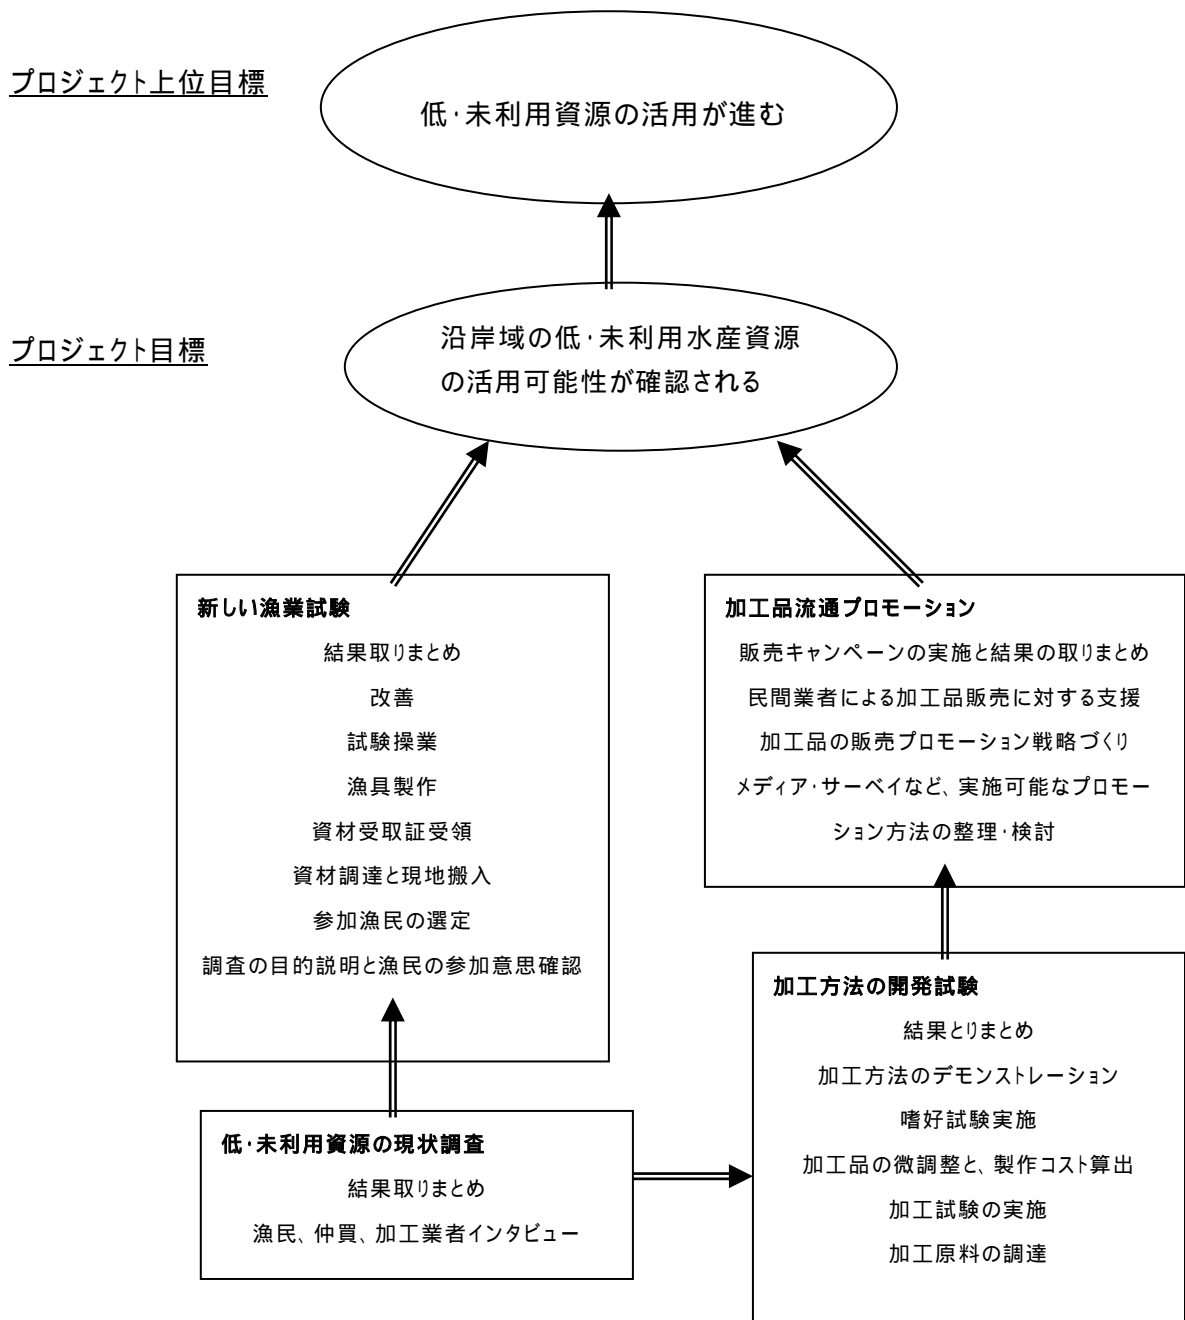 プロジェクト上位目標
低・未利用資源の活用が進む
プロジェクト目標
沿岸域の低・未利用水産資源
の活用可能性が確認される
新しい漁業試験
結果取りまとめ
改善
試験操業
漁具製作
資材受取証受領
資材調達と現地搬入
参加漁民の選定
調査の目的説明と漁民の参加意思確認
加工品流通プロモーション
販売キャンペーンの実施と結果の取りまとめ
民間業者による加工品販売に対する支援
加工品の販売プロモーション戦略づくり
メディア・サーベイなど、実施可能なプロモー
ション方法の整理・検討
低・未利用資源の現状調査
結果取りまとめ
漁民、仲買、加工業者インタビュー
加工方法の開発試験
結果とりまとめ
加工方法のデモンストレーション
嗜好試験実施
加工品の微調整と、製作コスト算出
加工試験の実施
加工原料の調達